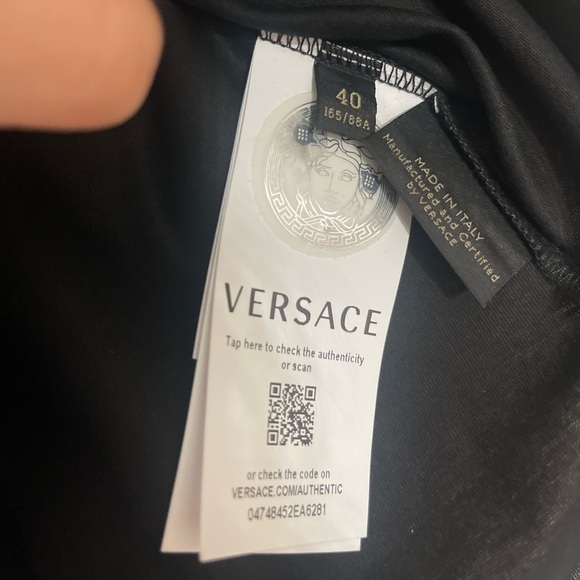 40
165/88A
MADE IN ITALY
Manufactured and Certified
by VERSACE
VERSACE
Tap here to check the authenticity
or scan
or check the code on
VERSACE.COM/AUTHENTIC
04748452EA6281